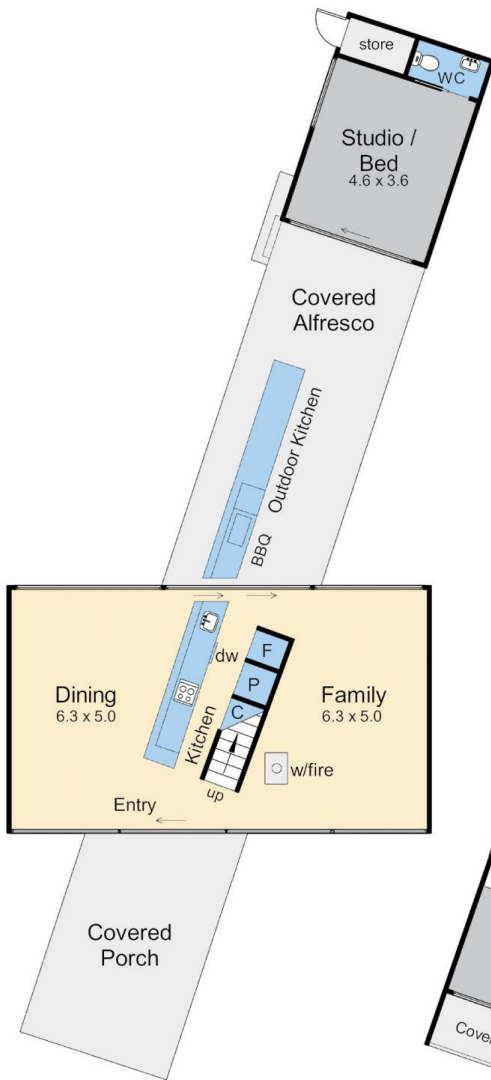 store
WC
Studio /
Bed
4.6 x 3.6
Covered
Alfresco
Outdoor Kitchen
BBQ
dw
F
P
C
Dining
6.3 x 5.0
Kitchen
Family
6.3 x 5.0
w/fire
up
Entry
Covered
Porch